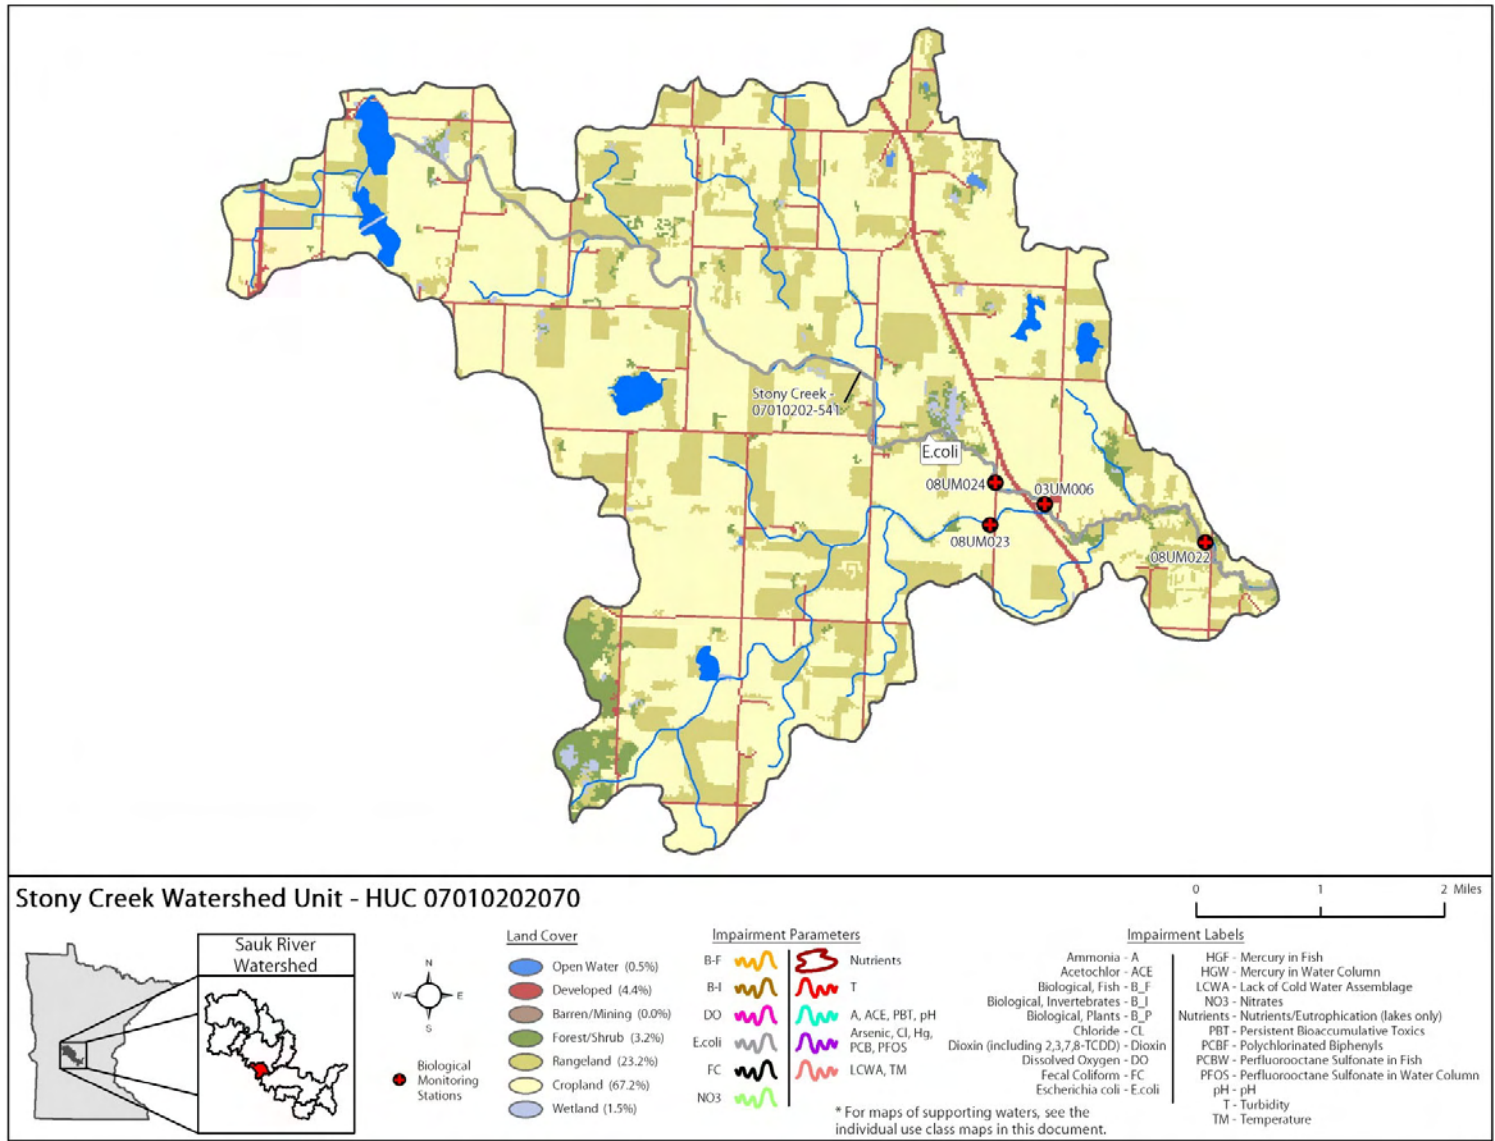 Stony Creek -
07010202-541
E.coli
08UM024
03UM006
08UM023
08UM022
Stony Creek Watershed Unit - HUC 07010202070
0 1 2 Miles
Sauk River
Watershed
N
W E
S
Biological
Monitoring
Stations
Land Cover
Open Water (0.5%)
Developed (4.4%)
Barren/Mining (0.0%)
Forest/Shrub (3.2%)
Rangeland (23.2%)
Cropland (67.2%)
Wetland (1.5%)
Impairment Parameters
B-F
B-I
DO
E.coli
FC
NO3
Nutrients
T
A, ACE, PBT, pH
Arsenic, Cl, Hg,
PCB, PFOS
LCWA, TM
* For maps of supporting waters, see the
individual use class maps in this document.
Impairment Labels
Ammonia - A
Acetochlor - ACE
Biological, Fish - B_F
Biological, Invertebrates - B_I
Biological, Plants - B_P
Chloride - CL
Dioxin (including 2,3,7,8-TCDD) - Dioxin
Dissolved Oxygen - DO
Fecal Coliform - FC
Escherichia coli - E.coli
HGF - Mercury in Fish
HGW - Mercury in Water Column
LCWA - Lack of Cold Water Assemblage
NO3 - Nitrates
Nutrients - Nutrients/Eutrophication (lakes only)
PBT - Persistent Bioaccumulative Toxics
PCBF - Polychlorinated Biphenyls
PCBW - Perfluorooctane Sulfonate in Fish
PFOS - Perfluorooctane Sulfonate in Water Column
pH - pH
T - Turbidity
TM - Temperature